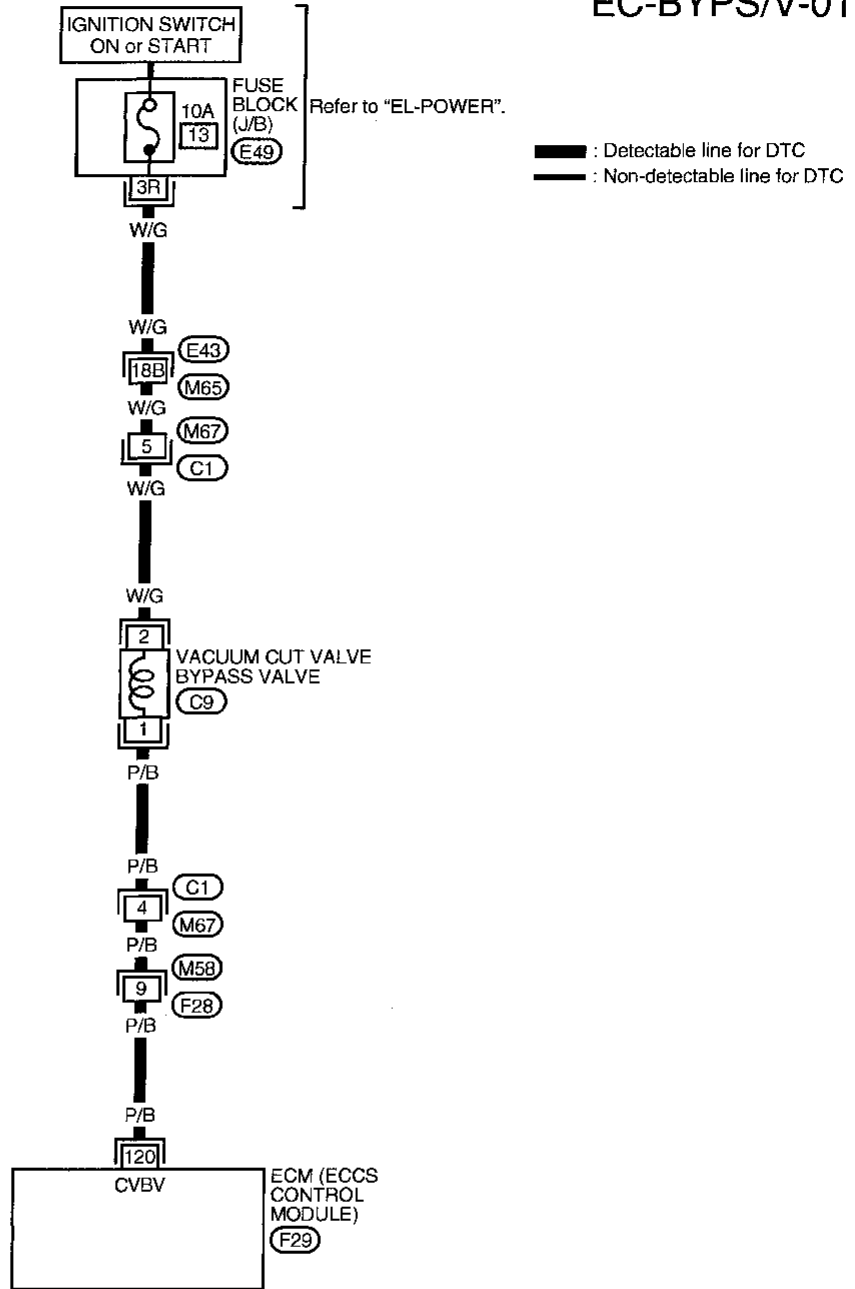 EC-BYPS/V-01
IGNITION SWITCH
ON or START
FUSE
BLOCK
(J/B)
10A
13
E49
Refer to "EL-POWER".
: Detectable line for DTC
: Non-detectable line for DTC
3R
W/G
W/G
E43
18B
M65
W/G
M67
5
C1
W/G
W/G
2
VACUUM CUT VALVE
BYPASS VALVE
C9
1
P/B
P/B
C1
4
M67
P/B
M58
9
F28
P/B
P/B
120
CVBV
ECM (ECCS
CONTROL
MODULE)
F29